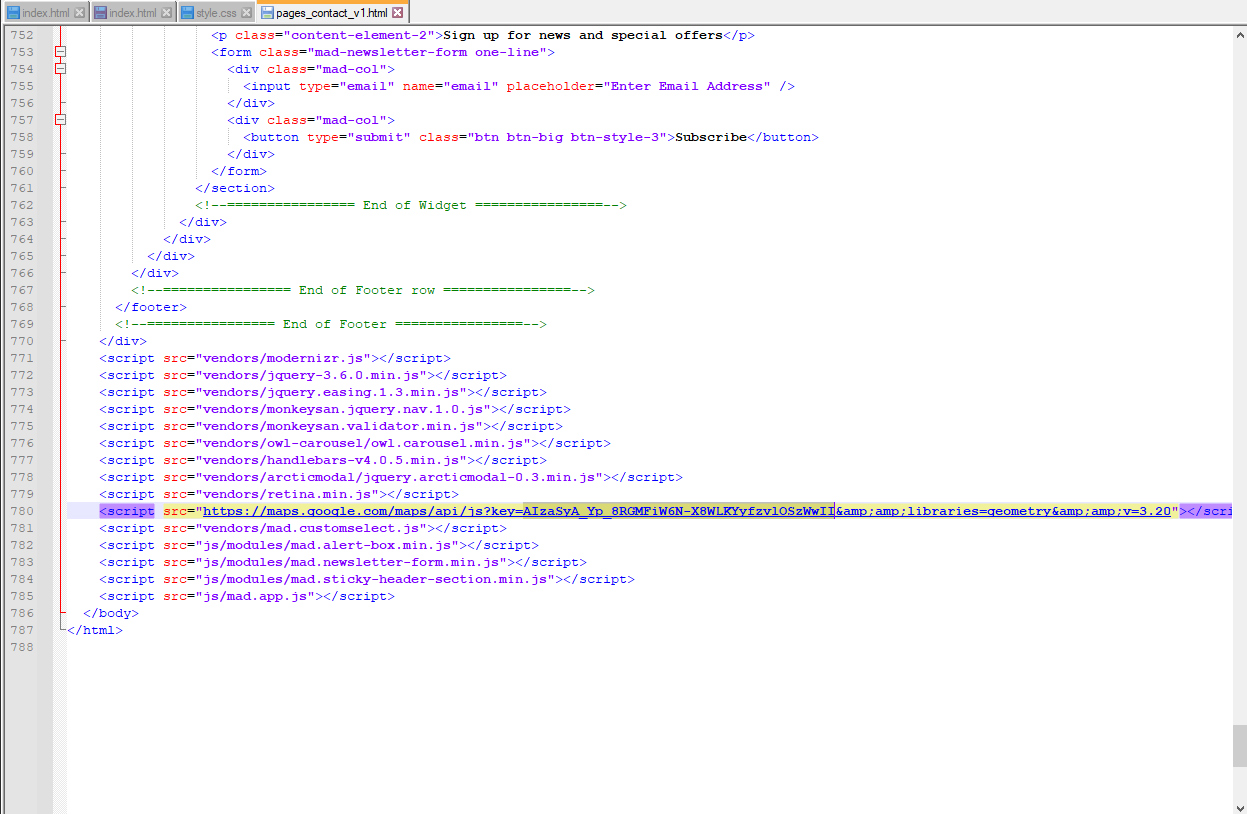 index.html index.html style.css pages_contact_v1.html
752 <p class="content-element-2">Sign up for news and special offers</p>
753 <form class="mad-newsletter-form one-line">
754 <div class="mad-col">
755 <input type="email" name="email" placeholder="Enter Email Address" />
756 </div>
757 <div class="mad-col">
758 <button type="submit" class="btn btn-big btn-style-3">Subscribe</button>
759 </div>
760 </form>
761 </section>
762 <!--================ End of Widget ================-->
763 </div>
764 </div>
765 </div>
766 </div>
767 <!--================ End of Footer row ================-->
768 </footer>
769 <!--================ End of Footer ================-->
770 </div>
771 <script src="vendors/modernizr.js"></script>
772 <script src="vendors/jquery-3.6.0.min.js"></script>
773 <script src="vendors/jquery.easing.1.3.min.js"></script>
774 <script src="vendors/monkeysan.jquery.nav.1.0.js"></script>
775 <script src="vendors/monkeysan.validator.min.js"></script>
776 <script src="vendors/owl-carousel/owl.carousel.min.js"></script>
777 <script src="vendors/handlebars-v4.0.5.min.js"></script>
778 <script src="vendors/arcticmodal/jquery.arcticmodal-0.3.min.js"></script>
779 <script src="vendors/retina.min.js"></script>
780 <script src="https://maps.google.com/maps/api/js?key=AIzaSyA_Yp_8RGMFiW6N-X8WLKYyfzvlOSzWwII&amp;amp;libraries=geometry&amp;amp;v=3.20"></scri
781 <script src="vendors/mad.customselect.js"></script>
782 <script src="js/modules/mad.alert-box.min.js"></script>
783 <script src="js/modules/mad.newsletter-form.min.js"></script>
784 <script src="js/modules/mad.sticky-header-section.min.js"></script>
785 <script src="js/mad.app.js"></script>
786 </body>
787 </html>
788